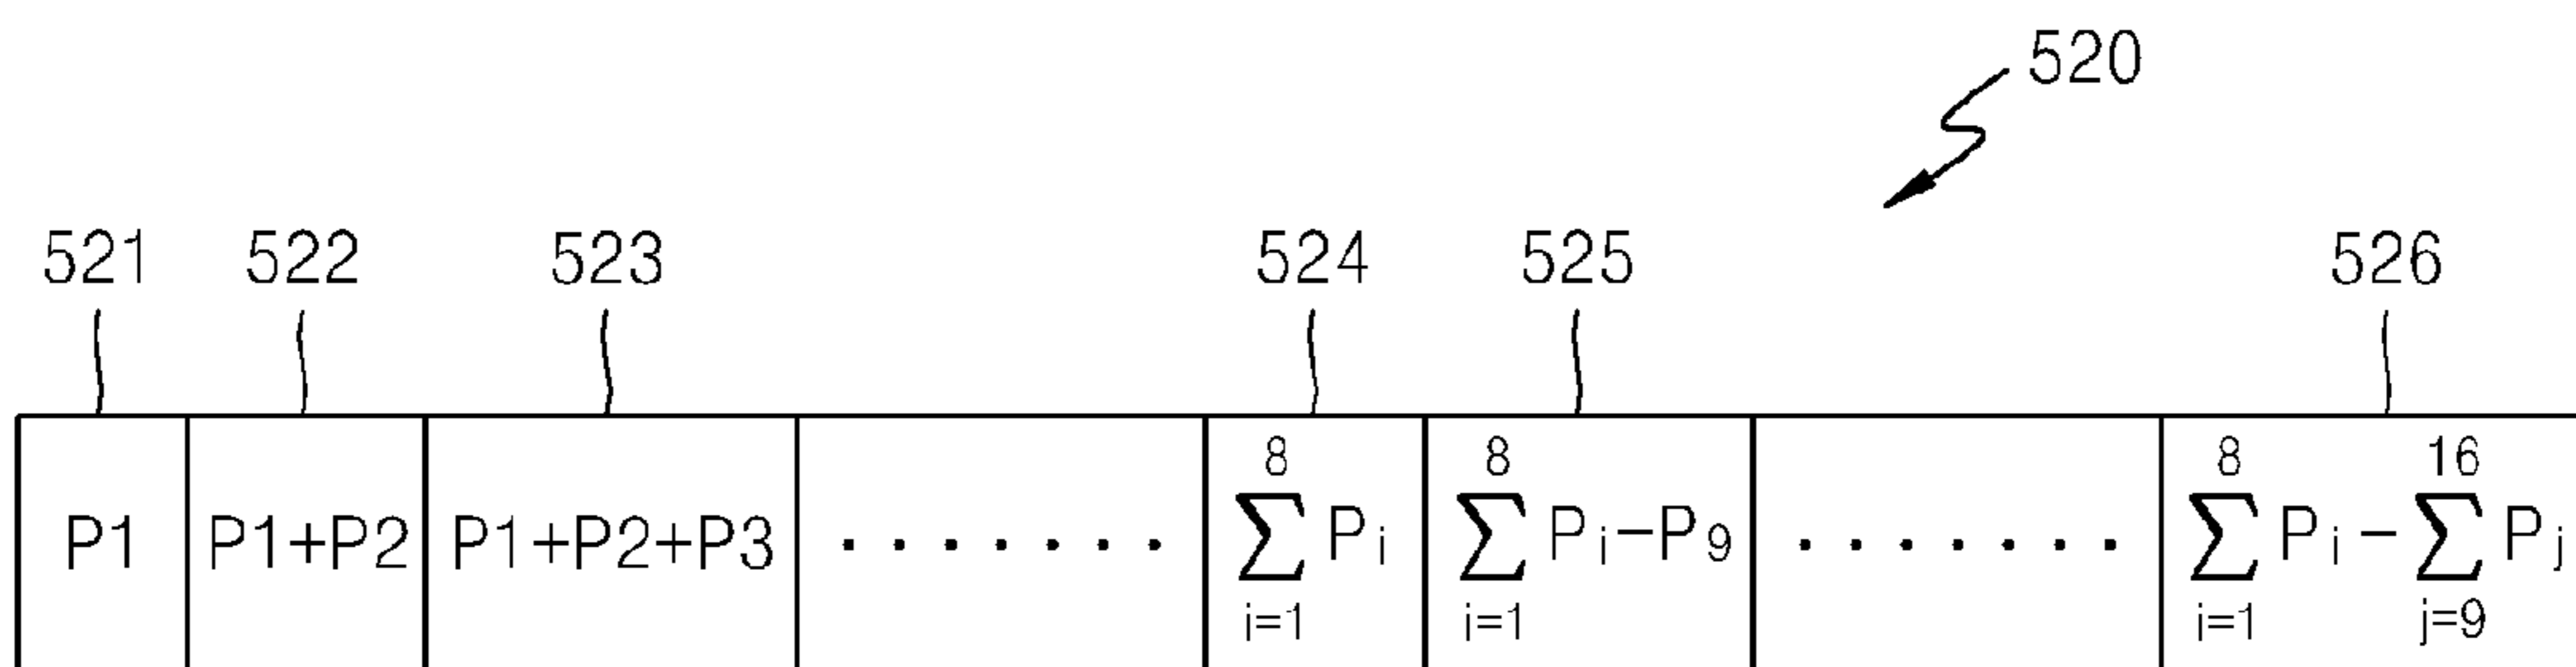 520
521 522 523 524 525 526
P1 P1+P2 P1+P2+P3 ······· 8∑i=1 Pi 8∑i=1 Pi−P9 ······· 8∑i=1 Pi − 16∑j=9 Pj